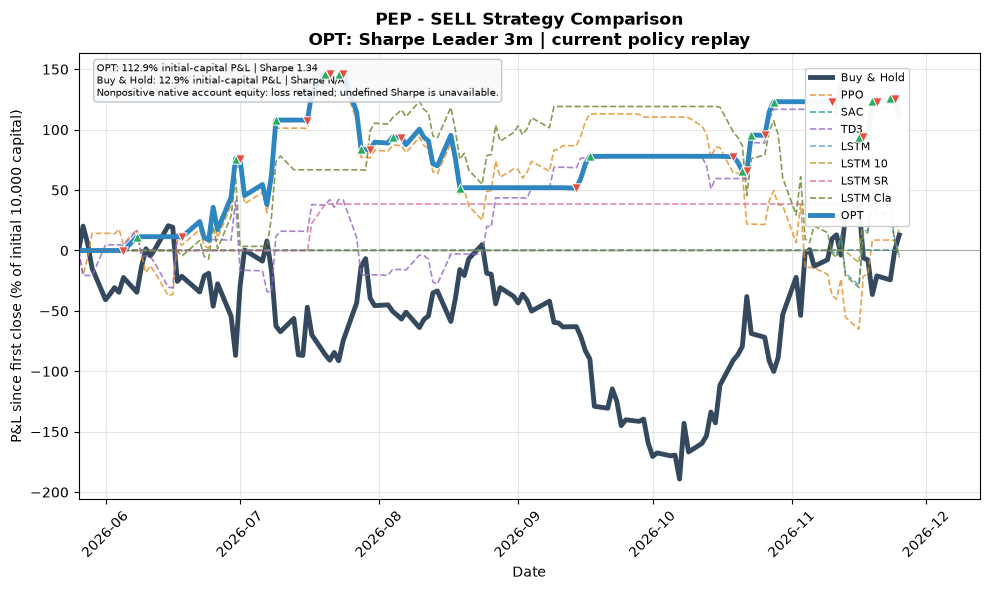 PEP - SELL Strategy Comparison
OPT: Sharpe Leader 3m | current policy replay
OPT: 112.9% initial-capital P&L | Sharpe 1.34
Buy & Hold: 12.9% initial-capital P&L | Sharpe N/A
Nonpositive native account equity: loss retained; undefined Sharpe is unavailable.
Buy & Hold
PPO
SAC
TD3
LSTM
LSTM 10
LSTM SR
LSTM Cla
OPT
P&L since first close (% of initial 10,000 capital)
150
100
50
0
−50
−100
−150
−200
2026-06
2026-07
2026-08
2026-09
2026-10
2026-11
2026-12
Date